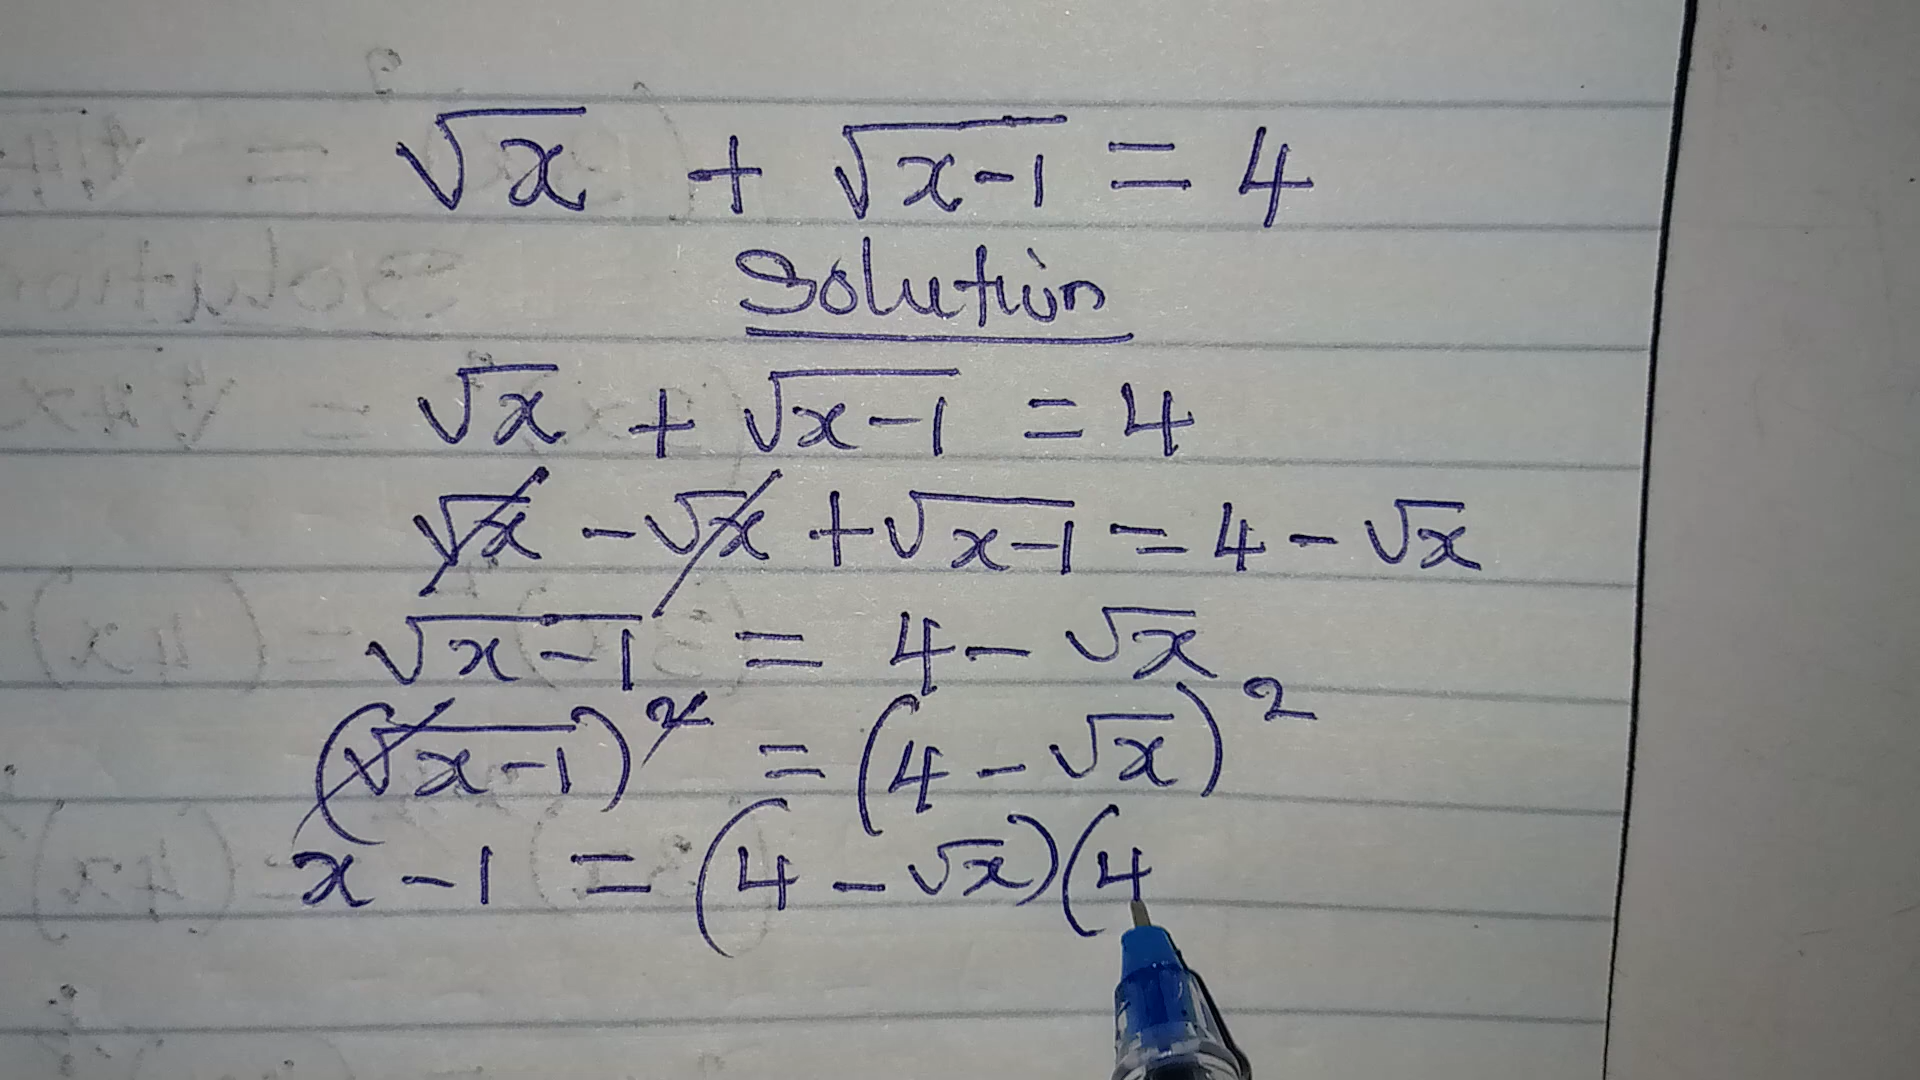 √x + √x-1 = 4
Solution
√x + √x-1 = 4
√x - √x + √x-1 = 4 - √x
√x-1 = 4 - √x
(√x-1)² = (4 - √x)²
x - 1 = (4 - √x)(4